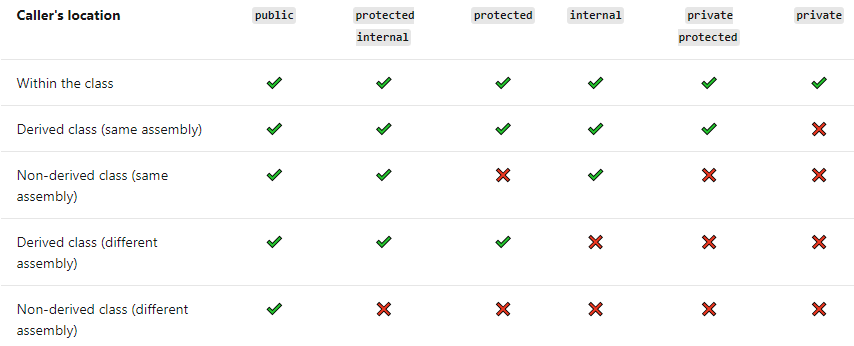 Caller's location public protected internal protected internal private protected private
Within the class ✔ ✔ ✔ ✔ ✔ ✔
Derived class (same assembly) ✔ ✔ ✔ ✔ ✔ ❌
Non-derived class (same assembly) ✔ ✔ ❌ ✔ ❌ ❌
Derived class (different assembly) ✔ ✔ ✔ ❌ ❌ ❌
Non-derived class (different assembly) ✔ ❌ ❌ ❌ ❌ ❌